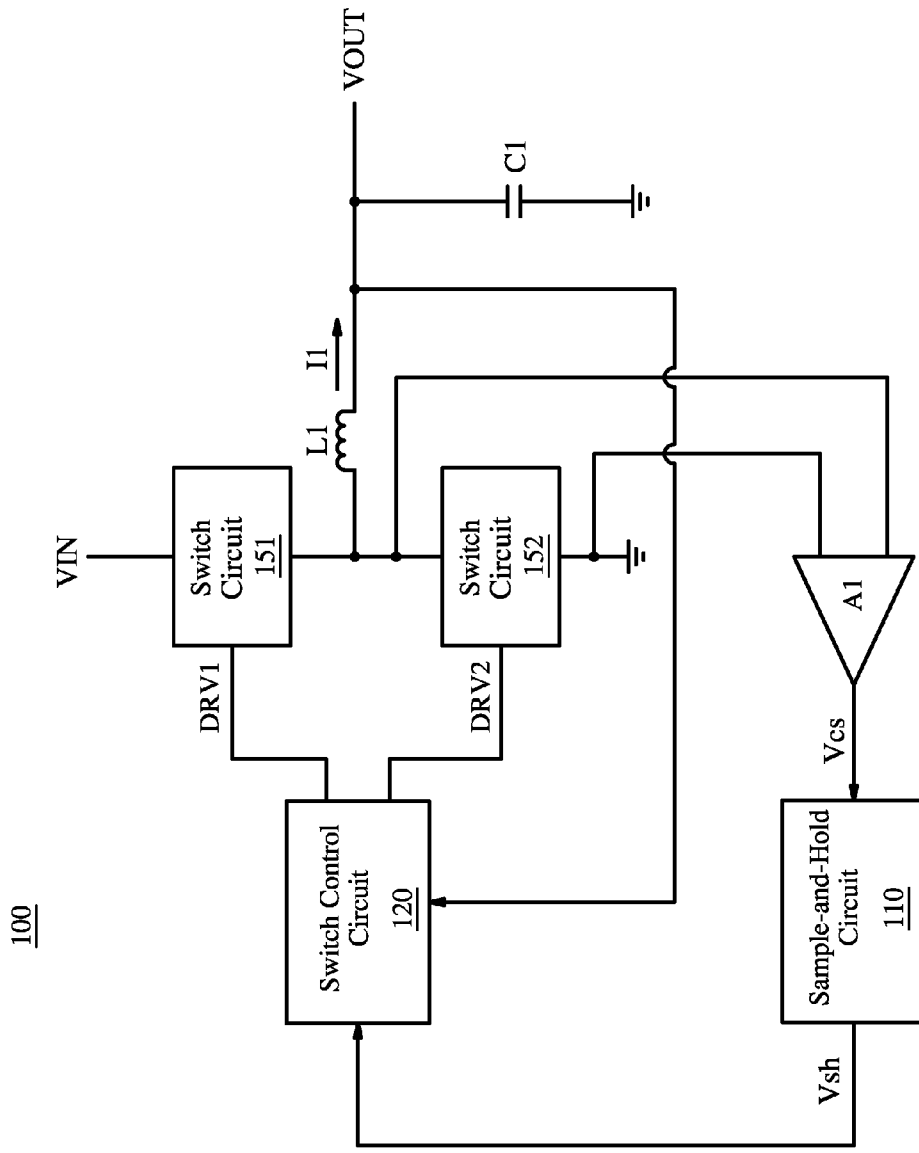 100
VIN
Switch
Circuit
151
DRV1
L1
I1
VOUT
C1
Switch Control
Circuit
120
DRV2
Switch
Circuit
152
Vsh
Sample-and-Hold
Circuit
110
Vcs
A1